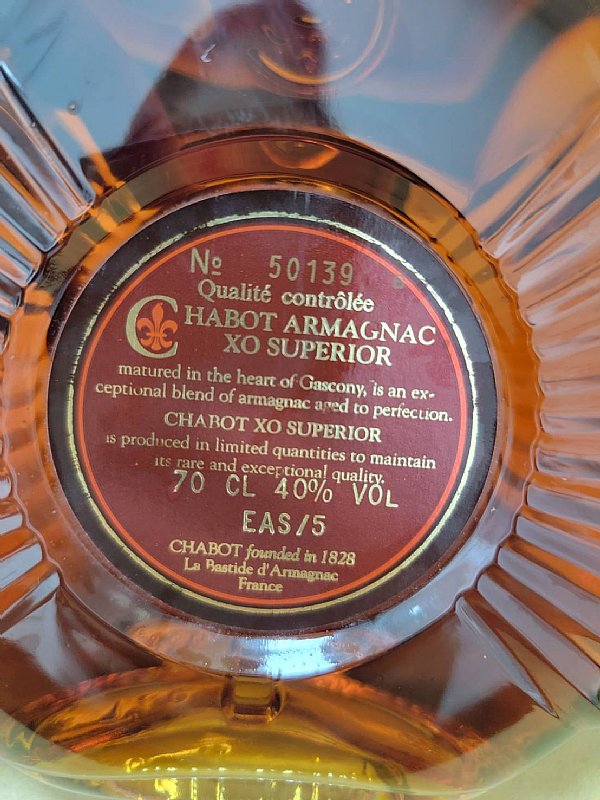 Nº 50139
Qualité contrôlée
CHABOT ARMAGNAC
XO SUPERIOR
matured in the heart of Gascony, is an ex-
ceptional blend of armagnac aged to perfection.
CHABOT XO SUPERIOR
is produced in limited quantities to maintain
its rare and exceptional quality.
70 CL 40% VOL
EAS/5
CHABOT founded in 1828
La Bastide d'Armagnac
France